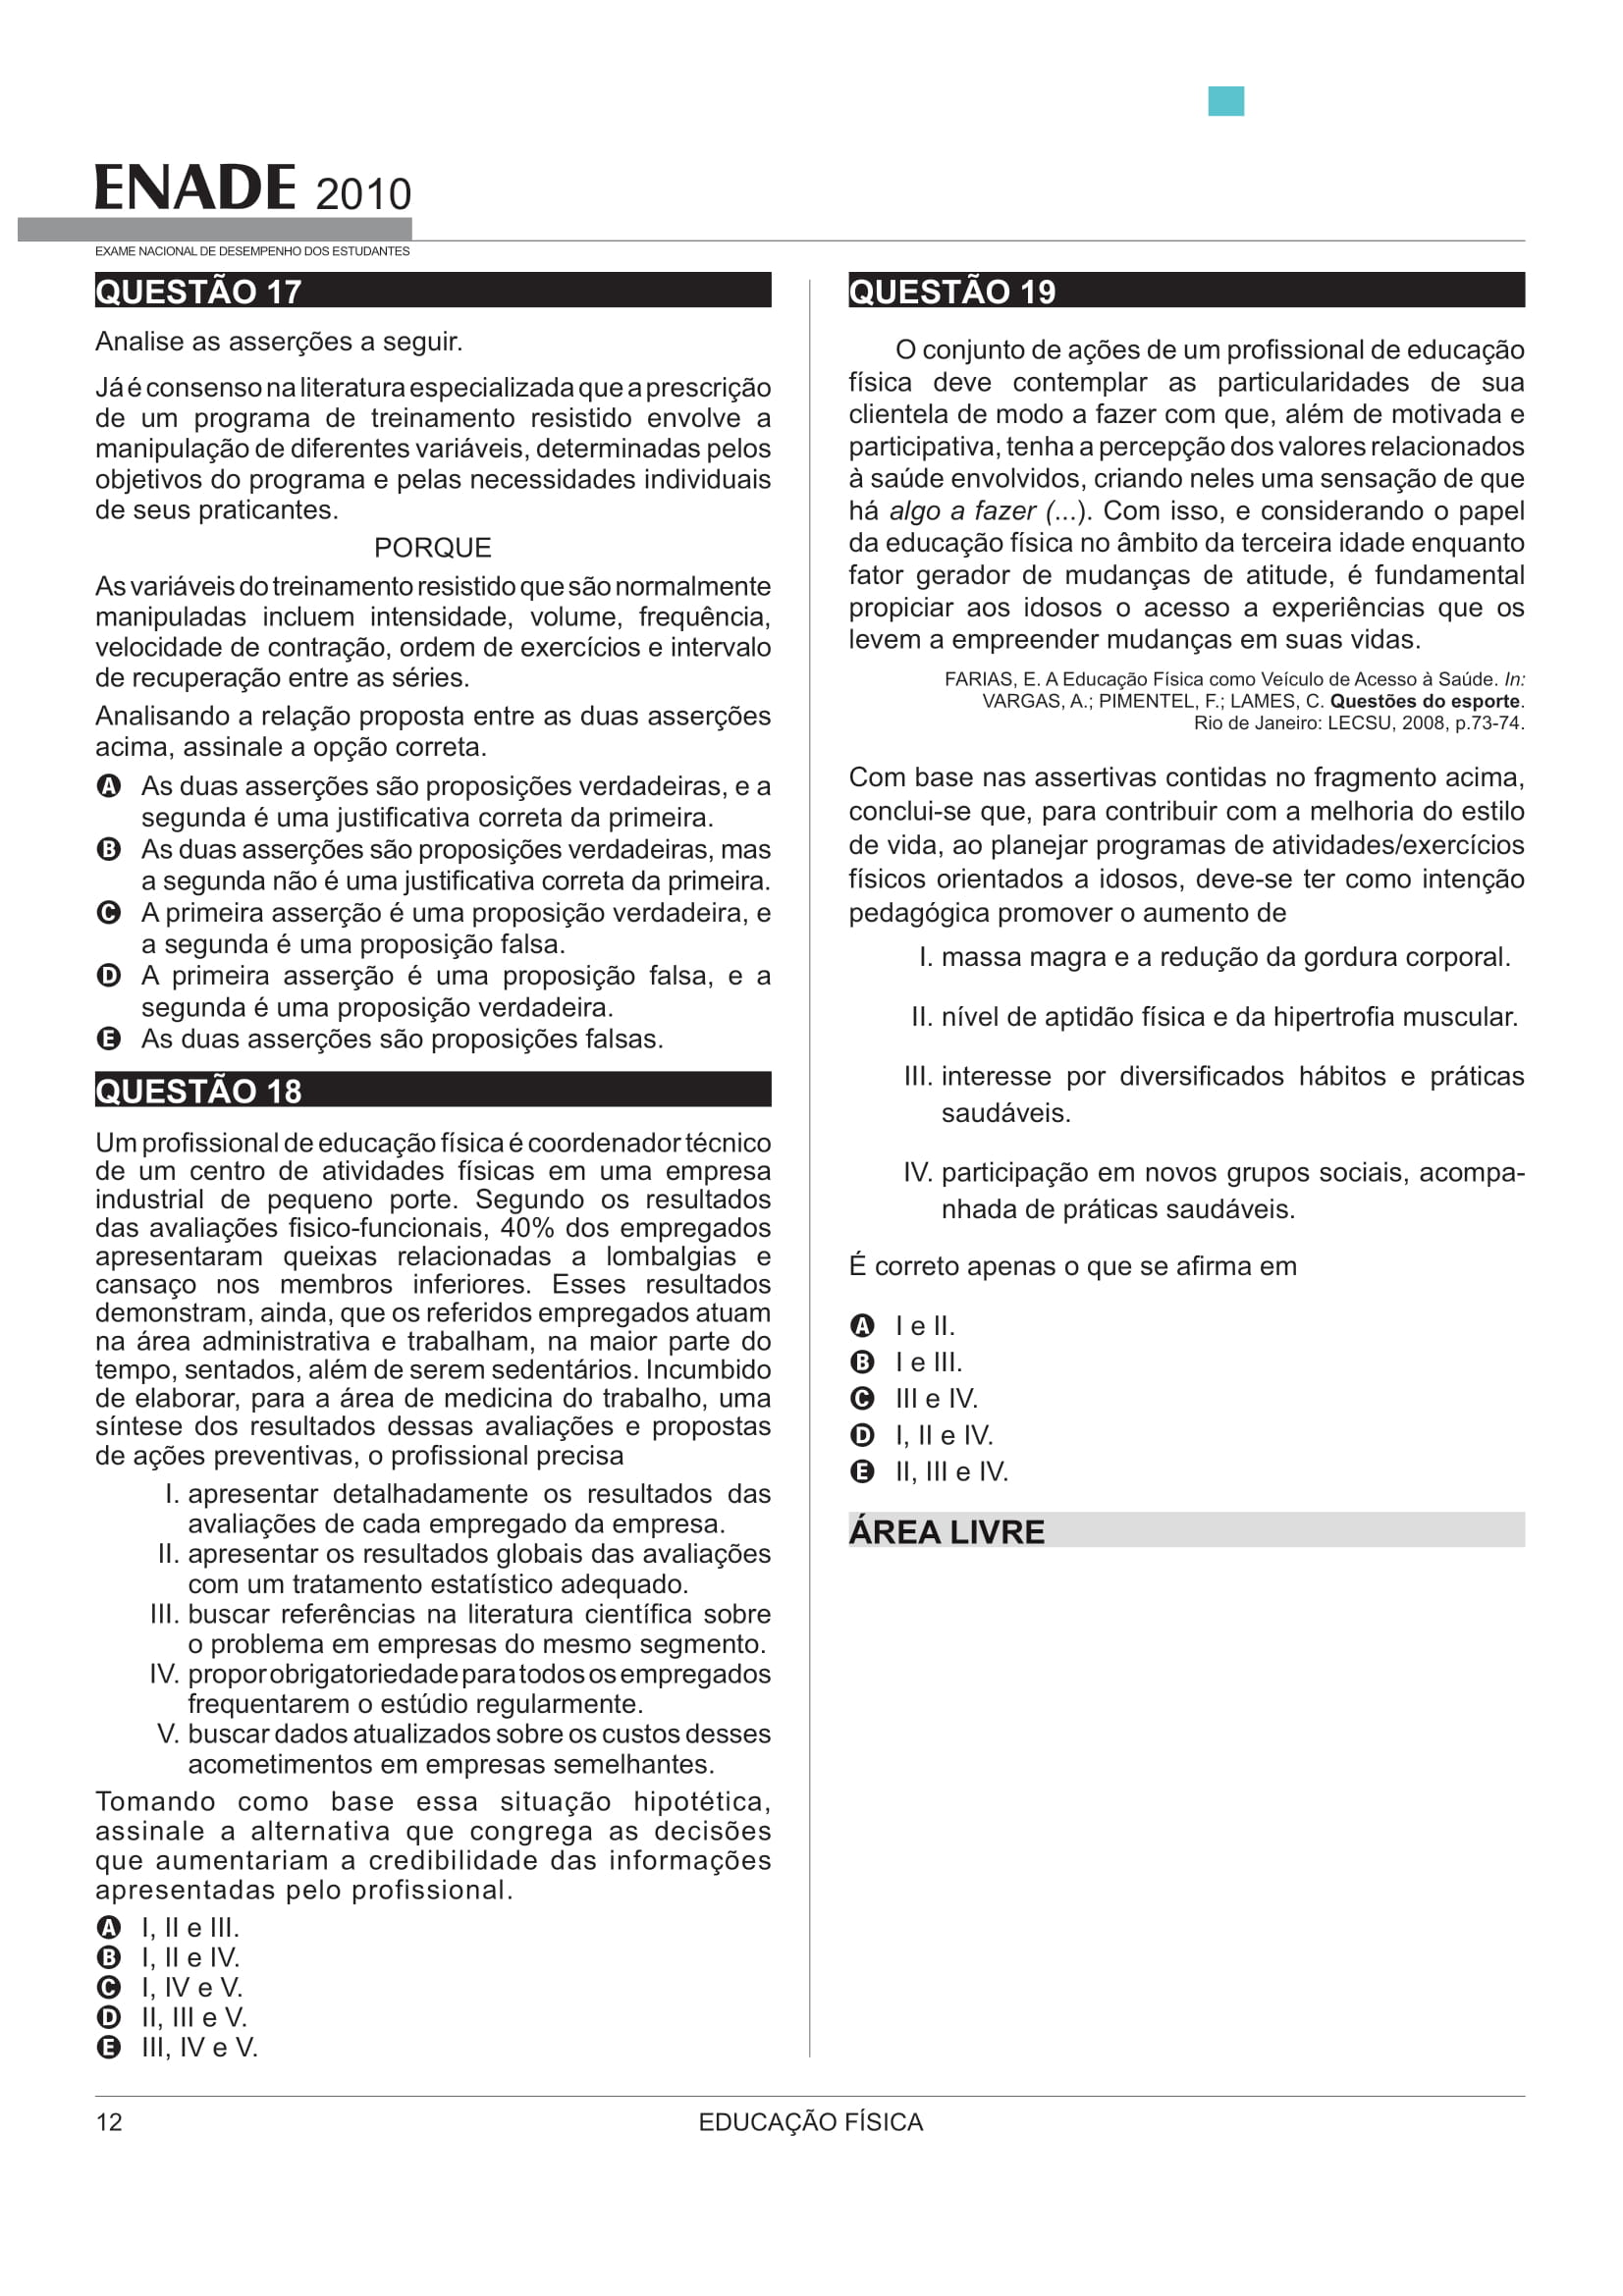 ENADE 2010
EXAME NACIONAL DE DESEMPENHO DOS ESTUDANTES
QUESTÃO 17
Analise as asserções a seguir.
Já é consenso na literatura especializada que a prescrição
de um programa de treinamento resistido envolve a
manipulação de diferentes variáveis, determinadas pelos
objetivos do programa e pelas necessidades individuais
de seus praticantes.
PORQUE
As variáveis do treinamento resistido que são normalmente
manipuladas incluem intensidade, volume, frequência,
velocidade de contração, ordem de exercícios e intervalo
de recuperação entre as séries.
Analisando a relação proposta entre as duas asserções
acima, assinale a opção correta.
A As duas asserções são proposições verdadeiras, e a
segunda é uma justificativa correta da primeira.
B As duas asserções são proposições verdadeiras, mas
a segunda não é uma justificativa correta da primeira.
C A primeira asserção é uma proposição verdadeira, e
a segunda é uma proposição falsa.
D A primeira asserção é uma proposição falsa, e a
segunda é uma proposição verdadeira.
E As duas asserções são proposições falsas.
QUESTÃO 18
Um profissional de educação física é coordenador técnico
de um centro de atividades físicas em uma empresa
industrial de pequeno porte. Segundo os resultados
das avaliações fisico-funcionais, 40% dos empregados
apresentaram queixas relacionadas a lombalgias e
cansaço nos membros inferiores. Esses resultados
demonstram, ainda, que os referidos empregados atuam
na área administrativa e trabalham, na maior parte do
tempo, sentados, além de serem sedentários. Incumbido
de elaborar, para a área de medicina do trabalho, uma
síntese dos resultados dessas avaliações e propostas
de ações preventivas, o profissional precisa
I. apresentar detalhadamente os resultados das
avaliações de cada empregado da empresa.
II. apresentar os resultados globais das avaliações
com um tratamento estatístico adequado.
III. buscar referências na literatura científica sobre
o problema em empresas do mesmo segmento.
IV. propor obrigatoriedade para todos os empregados
frequentarem o estúdio regularmente.
V. buscar dados atualizados sobre os custos desses
acometimentos em empresas semelhantes.
Tomando como base essa situação hipotética,
assinale a alternativa que congrega as decisões
que aumentariam a credibilidade das informações
apresentadas pelo profissional.
A I, II e III.
B I, II e IV.
C I, IV e V.
D II, III e V.
E III, IV e V.
QUESTÃO 19
O conjunto de ações de um profissional de educação
física deve contemplar as particularidades de sua
clientela de modo a fazer com que, além de motivada e
participativa, tenha a percepção dos valores relacionados
à saúde envolvidos, criando neles uma sensação de que
há algo a fazer (...). Com isso, e considerando o papel
da educação física no âmbito da terceira idade enquanto
fator gerador de mudanças de atitude, é fundamental
propiciar aos idosos o acesso a experiências que os
levem a empreender mudanças em suas vidas.
FARIAS, E. A Educação Física como Veículo de Acesso à Saúde. In:
VARGAS, A.; PIMENTEL, F.; LAMES, C. Questões do esporte.
Rio de Janeiro: LECSU, 2008, p.73-74.
Com base nas assertivas contidas no fragmento acima,
conclui-se que, para contribuir com a melhoria do estilo
de vida, ao planejar programas de atividades/exercícios
físicos orientados a idosos, deve-se ter como intenção
pedagógica promover o aumento de
I. massa magra e a redução da gordura corporal.
II. nível de aptidão física e da hipertrofia muscular.
III. interesse por diversificados hábitos e práticas
saudáveis.
IV. participação em novos grupos sociais, acompa-
nhada de práticas saudáveis.
É correto apenas o que se afirma em
A I e II.
B I e III.
C III e IV.
D I, II e IV.
E II, III e IV.
ÁREA LIVRE
12
EDUCAÇÃO FÍSICA